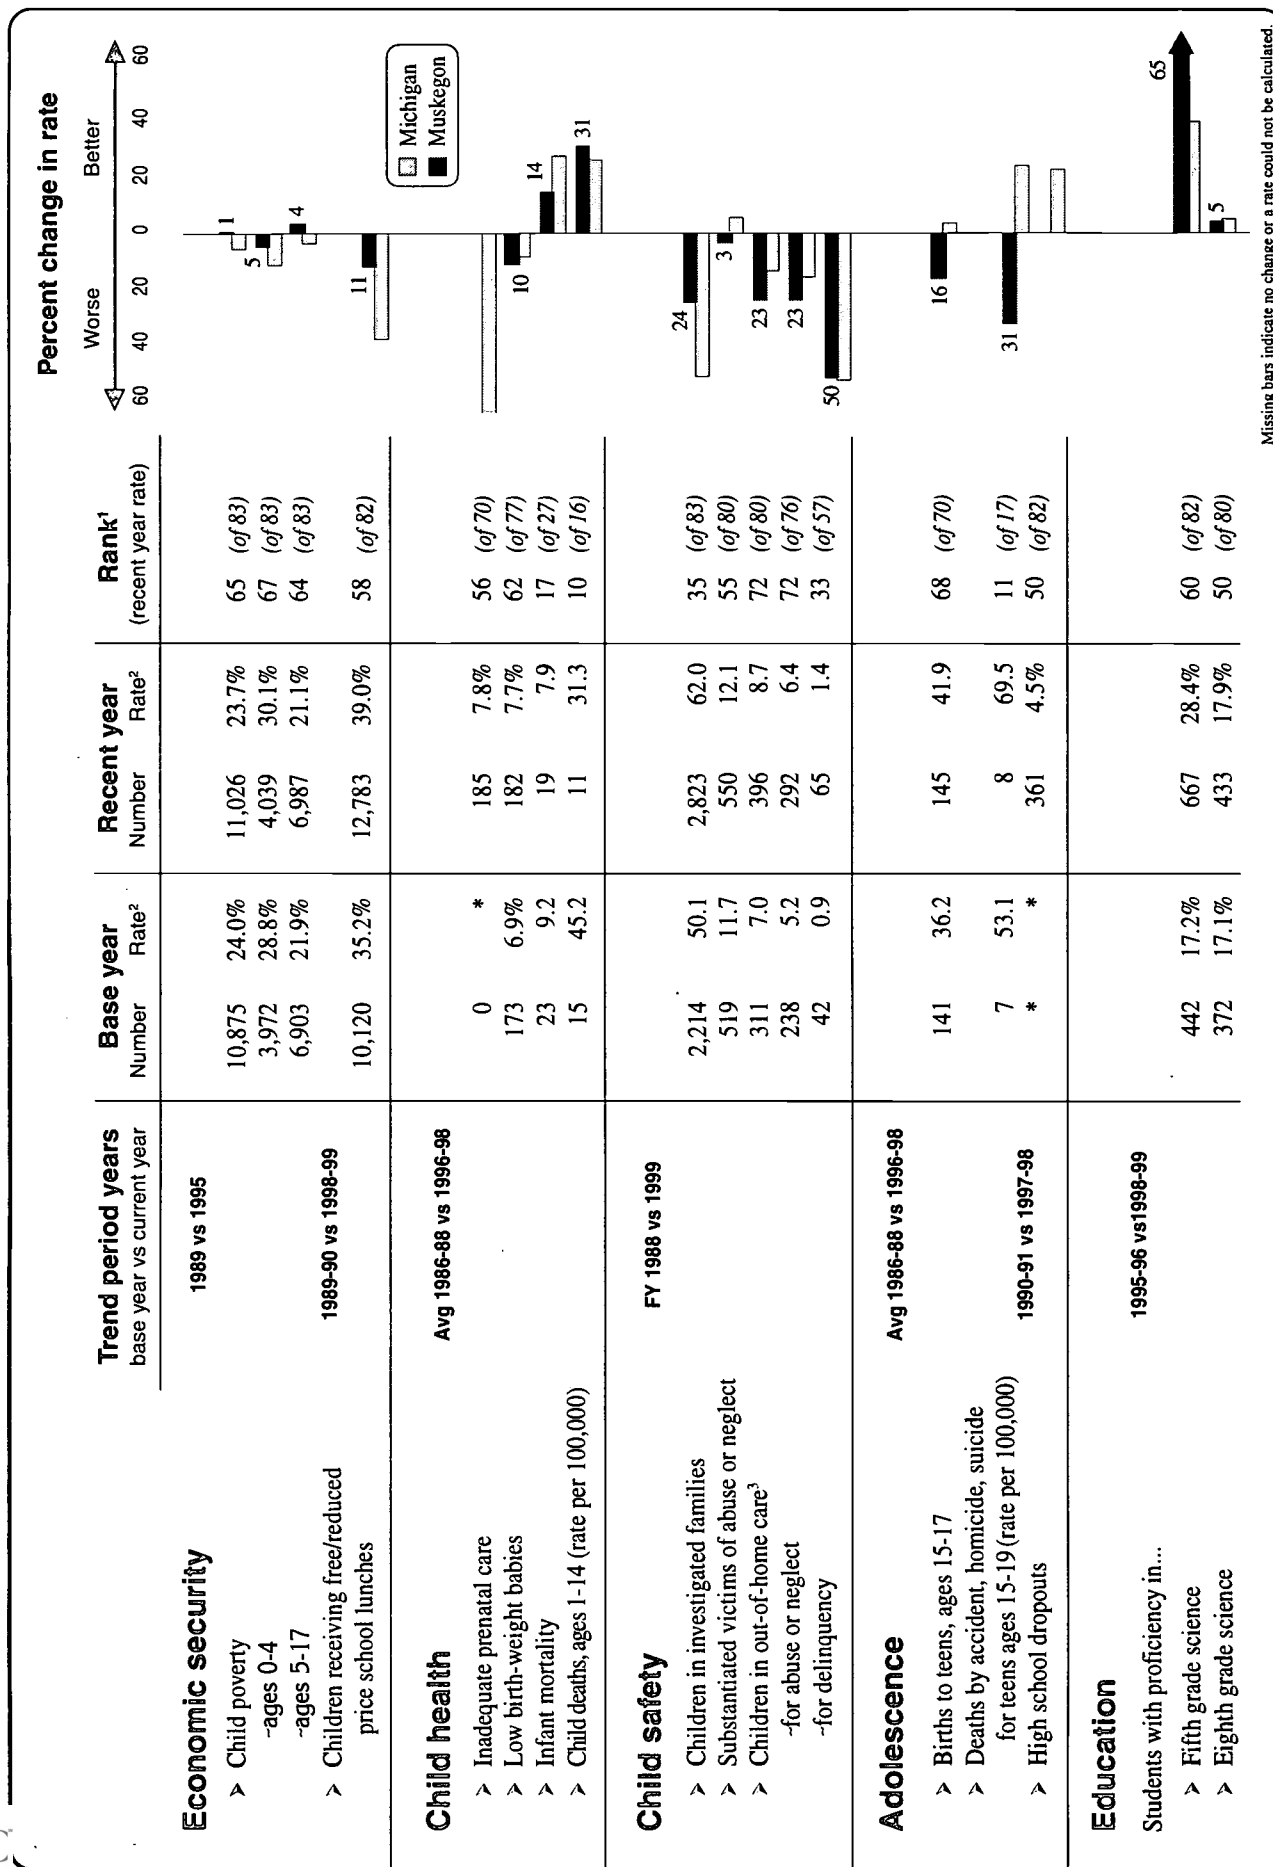 Trend period years Base year Recent year Rank¹ Percent change in rate
base year vs current year Number Rate² Number Rate² (recent year rate) Worse Better
60 40 20 0 20 40 60
Economic security 1989 vs 1995
➤ Child poverty 10,875 24.0% 11,026 23.7% 65 (of 83) 1
~ages 0-4 3,972 28.8% 4,039 30.1% 67 (of 83) 5
~ages 5-17 6,903 21.9% 6,987 21.1% 64 (of 83) 4
➤ Children receiving free/reduced 1989-90 vs 1998-99
price school lunches 10,120 35.2% 12,783 39.0% 58 (of 82) 11
Michigan
Muskegon
Child health Avg 1986-88 vs 1996-98
➤ Inadequate prenatal care 0 * 185 7.8% 56 (of 70)
➤ Low birth-weight babies 173 6.9% 182 7.7% 62 (of 77) 10
➤ Infant mortality 23 9.2 19 7.9 17 (of 27) 14
➤ Child deaths, ages 1-14 (rate per 100,000) 15 45.2 11 31.3 10 (of 16) 31
Child safety FY 1988 vs 1999
➤ Children in investigated families 2,214 50.1 2,823 62.0 35 (of 83) 24
➤ Substantiated victims of abuse or neglect 519 11.7 550 12.1 55 (of 80) 3
➤ Children in out-of-home care³ 311 7.0 396 8.7 72 (of 80) 23
~for abuse or neglect 238 5.2 292 6.4 72 (of 76) 23
~for delinquency 42 0.9 65 1.4 33 (of 57) 50
Adolescence Avg 1986-88 vs 1996-98
➤ Births to teens, ages 15-17 141 36.2 145 41.9 68 (of 70) 16
➤ Deaths by accident, homicide, suicide
for teens ages 15-19 (rate per 100,000) 7 53.1 8 69.5 11 (of 17) 31
➤ High school dropouts 1990-91 vs 1997-98 * * 361 4.5% 50 (of 82)
Education 1995-96 vs1998-99
Students with proficiency in…
➤ Fifth grade science 442 17.2% 667 28.4% 60 (of 82) 65
➤ Eighth grade science 372 17.1% 433 17.9% 50 (of 80) 5
Missing bars indicate no change or a rate could not be calculated.